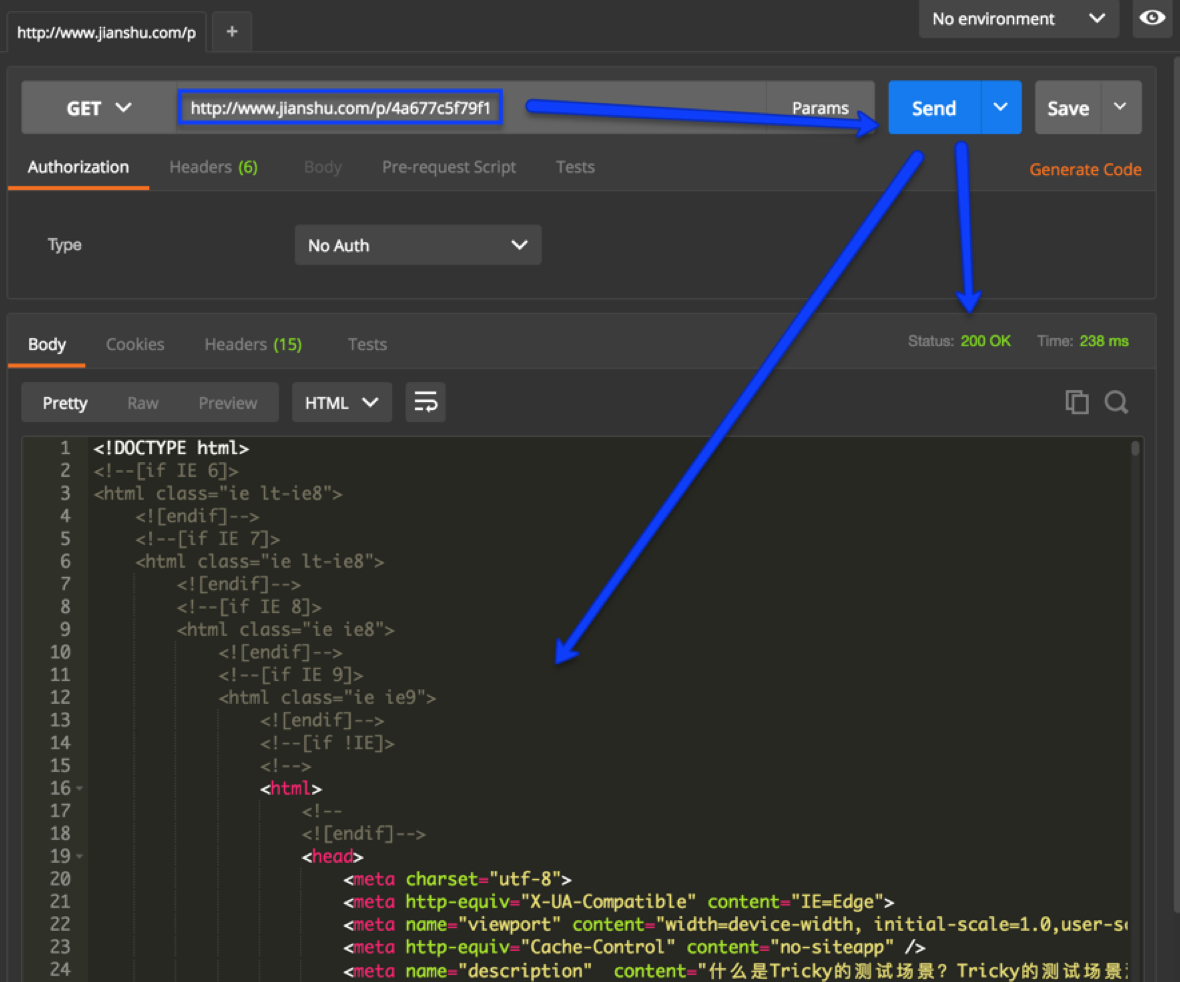 http://www.jianshu.com/p
+
No environment
GET
http://www.jianshu.com/p/4a677c5f79f1
Params
Send
Save
Authorization
Headers (6)
Body
Pre-request Script
Tests
Generate Code
Type
No Auth
Body
Cookies
Headers (15)
Tests
Status: 200 OK
Time: 238 ms
Pretty
Raw
Preview
HTML
1 <!DOCTYPE html>
2 <!--[if IE 6]>
3 <html class="ie lt-ie8">
4 <![endif]-->
5 <!--[if IE 7]>
6 <html class="ie lt-ie8">
7 <![endif]-->
8 <!--[if IE 8]>
9 <html class="ie ie8">
10 <![endif]-->
11 <!--[if IE 9]>
12 <html class="ie ie9">
13 <![endif]-->
14 <!--[if !IE]>
15 <!-->
16 <html>
17 <!--
18 <![endif]-->
19 <head>
20 <meta charset="utf-8">
21 <meta http-equiv="X-UA-Compatible" content="IE=Edge">
22 <meta name="viewport" content="width=device-width, initial-scale=1.0,user-s
23 <meta http-equiv="Cache-Control" content="no-siteapp" />
24 <meta name="description" content="什么是Tricky的测试场景? Tricky的测试场景